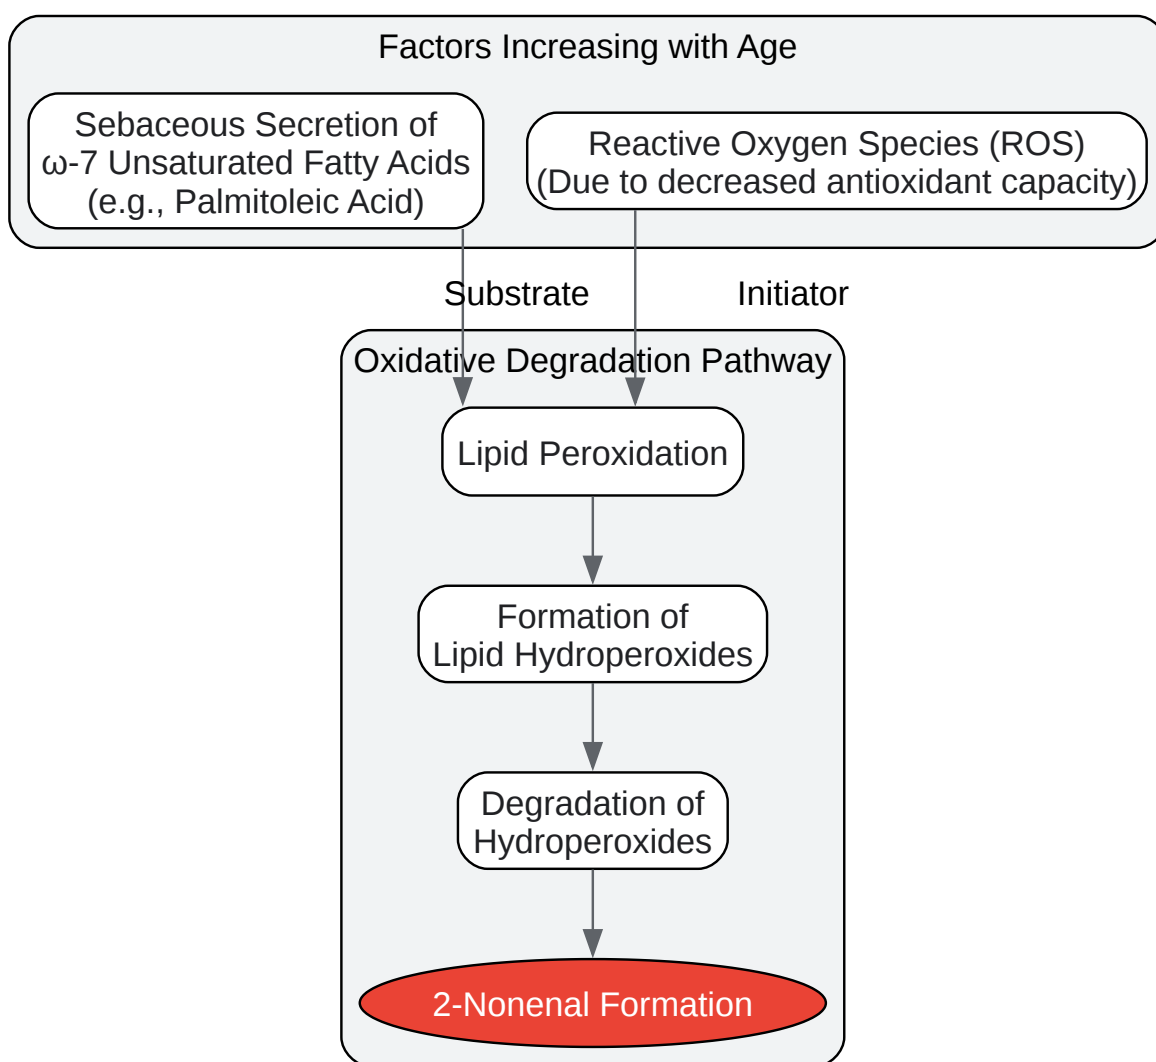 Factors Increasing with Age
Sebaceous Secretion of
ω-7 Unsaturated Fatty Acids
(e.g., Palmitoleic Acid)
Reactive Oxygen Species (ROS)
(Due to decreased antioxidant capacity)
Substrate
Initiator
Oxidative Degradation Pathway
Lipid Peroxidation
Formation of
Lipid Hydroperoxides
Degradation of
Hydroperoxides
2-Nonenal Formation